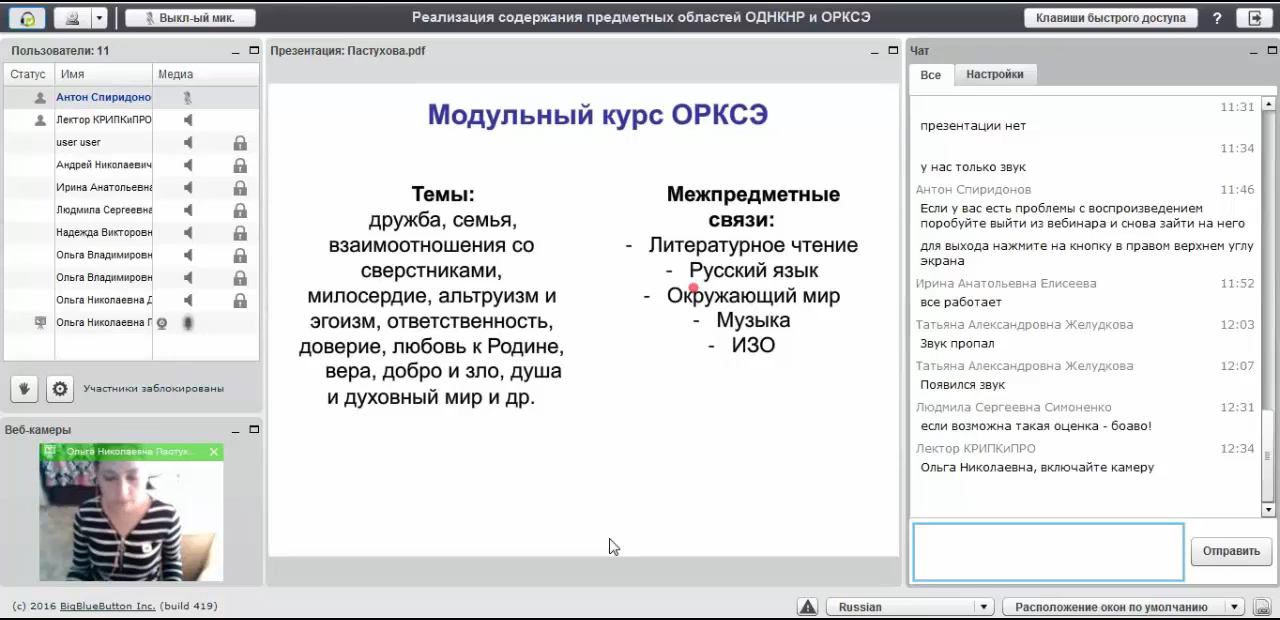 Выкл-ый мик.
Реализация содержания предметных областей ОДНКНР и ОРКСЭ
Клавиши быстрого доступа
?
Пользователи: 11
Статус Имя Медиа
Антон Спиридоно
Лектор КРИПКиПРО
user user
Андрей Николаевич
Ирина Анатольевна
Людмила Сергеевна
Надежда Викторовн
Ольга Владимировн
Ольга Владимировн
Ольга Николаевна Д
Ольга Николаевна П
Участники заблокированы
Веб-камеры
Ольга Николаевна Пастух...
Презентация: Пастухова.pdf
Модульный курс ОРКСЭ
Темы:
дружба, семья,
взаимоотношения со
сверстниками,
милосердие, альтруизм и
эгоизм, ответственность,
доверие, любовь к Родине,
вера, добро и зло, душа
и духовный мир и др.
Межпредметные
связи:
- Литературное чтение
- Русский язык
- Окружающий мир
- Музыка
- ИЗО
Чат
Все Настройки
11:31
презентации нет
11:34
у нас только звук
Антон Спиридонов 11:46
Если у вас есть проблемы с воспроизведением
поробуйте выйти из вебинара и снова зайти на него
для выхода нажмите на кнопку в правом верхнем углу
экрана
Ирина Анатольевна Елисеева 11:52
все работает
Татьяна Александровна Желудкова 12:03
Звук пропал
Татьяна Александровна Желудкова 12:07
Появился звук
Людмила Сергеевна Симоненко 12:31
если возможна такая оценка - боаво!
Лектор КРИПКиПРО 12:34
Ольга Николаевна, включайте камеру
Отправить
(c) 2016 BigBlueButton Inc. (build 419)
Russian
Расположение окон по умолчанию